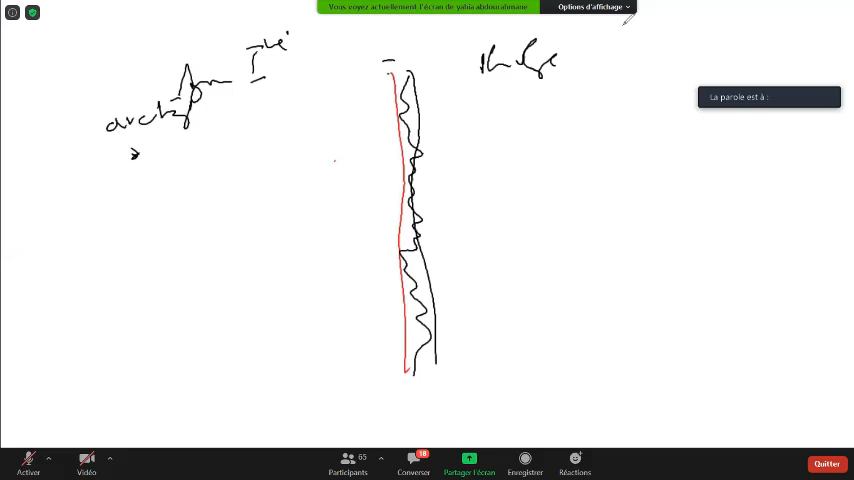 Vous voyez actuellement l'écran de yahia abdourahmane
Options d'affichage
La parole est à :
Activer
Vidéo
65
Participants
18
Converser
Partager l'écran
Enregistrer
Réactions
Quitter